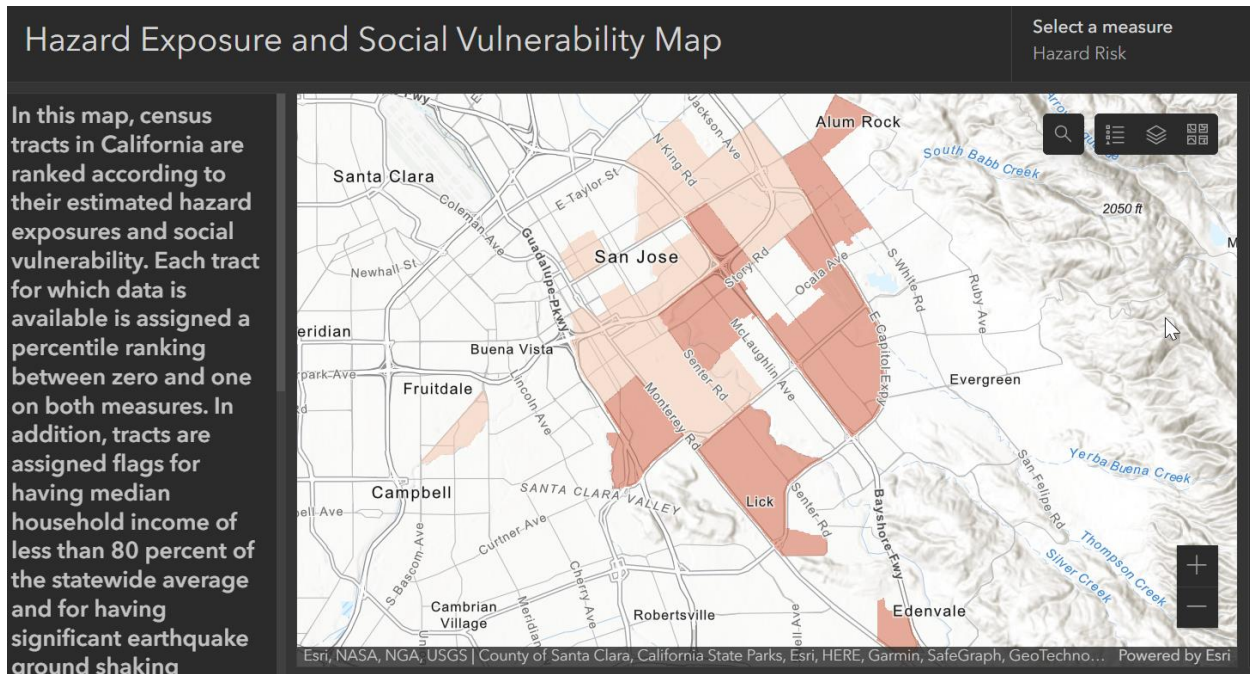 Hazard Exposure and Social Vulnerability Map
Select a measure
Hazard Risk
In this map, census
tracts in California are
ranked according to
their estimated hazard
exposures and social
vulnerability. Each tract
for which data is
available is assigned a
percentile ranking
between zero and one
on both measures. In
addition, tracts are
assigned flags for
having median
household income of
less than 80 percent of
the statewide average
and for having
significant earthquake
ground shaking
Jackson Ave
Alum Rock
N King Rd
South Babb Creek
Santa Clara
E Taylor St
Coleman Ave
2050 ft
Guadalupe Pkwy
San Jose
Newhall St
Story Rd
Ocala Ave
S White Rd
Ruby Ave
eridian
Buena Vista
McLaughlin Ave
E Capitol Expy
park Ave
Fruitdale
Lincoln Ave
Senter Rd
Monterey Rd
Evergreen
Campbell
SANTA CLARA VALLEY
Lick
Senter Rd
San Felipe Rd
Yerba Buena Creek
ell Ave
Curtner Ave
Bayshore Fwy
S Bascom Ave
Cherry Ave
Thompson Creek
Silver Creek
Cambrian
Village
Meridian
Robertsville
Edenvale
Esri, NASA, NGA, USGS | County of Santa Clara, California State Parks, Esri, HERE, Garmin, SafeGraph, GeoTechno... Powered by Esri